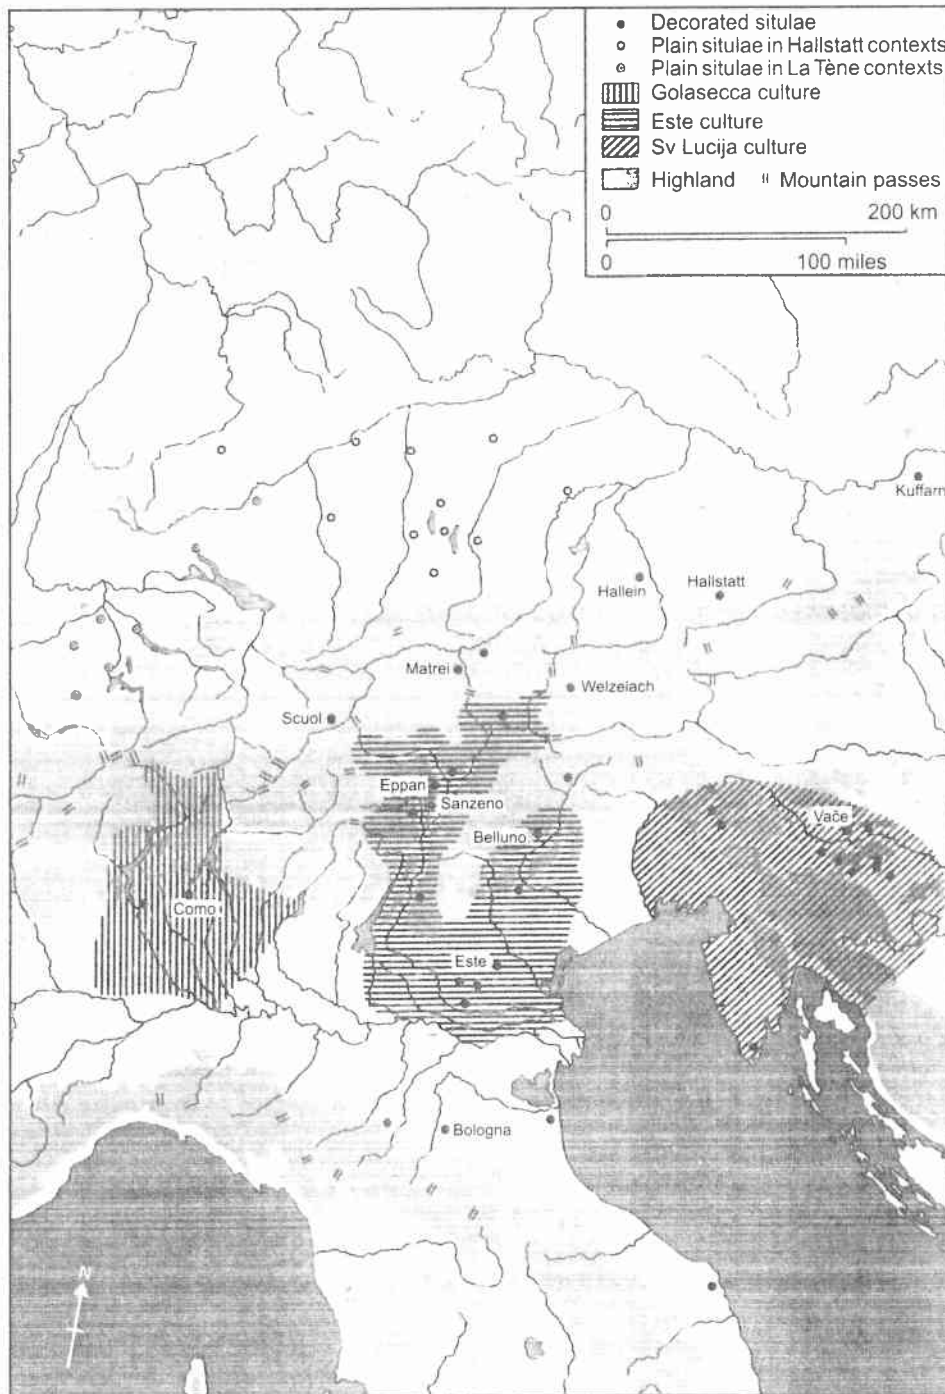 Decorated situlae
Plain situlae in Hallstatt contexts
Plain situlae in La Tène contexts
Golasecca culture
Este culture
Sv Lucija culture
Highland " Mountain passes
0 200 km
0 100 miles
Kuffarn
Hallein
Hallstatt
Matrei
Welzelach
Scuol
Eppan
Sanzeno
Vače
Belluno
Como
Este
Bologna
N